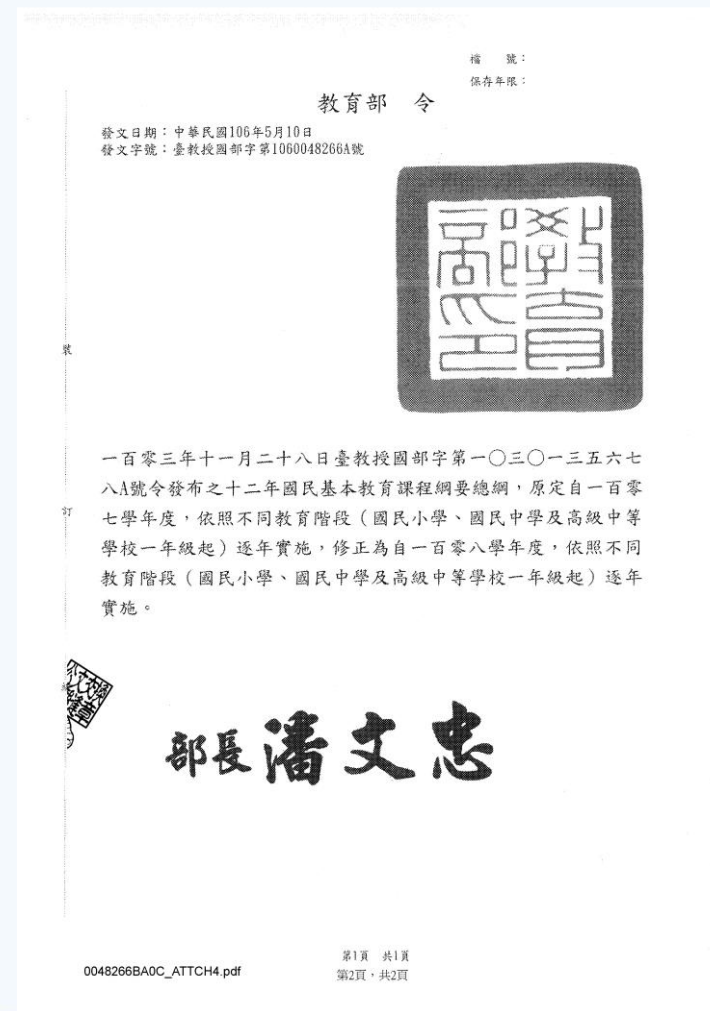 檔　　號：
保存年限：
教育部　令
發文日期：中華民國106年5月10日
發文字號：臺教授國部字第1060048266A號
教育部印
裝
一百零三年十一月二十八日臺教授國部字第一〇三〇一三五六七
八A號令發布之十二年國民基本教育課程綱要總綱，原定自一百零
七學年度，依照不同教育階段（國民小學、國民中學及高級中等
學校一年級起）逐年實施，修正為自一百零八學年度，依照不同
教育階段（國民小學、國民中學及高級中等學校一年級起）逐年
實施。
訂
部長潘文忠
第1頁　共1頁
0048266BA0C_ATTCH4.pdf
第2頁，共2頁